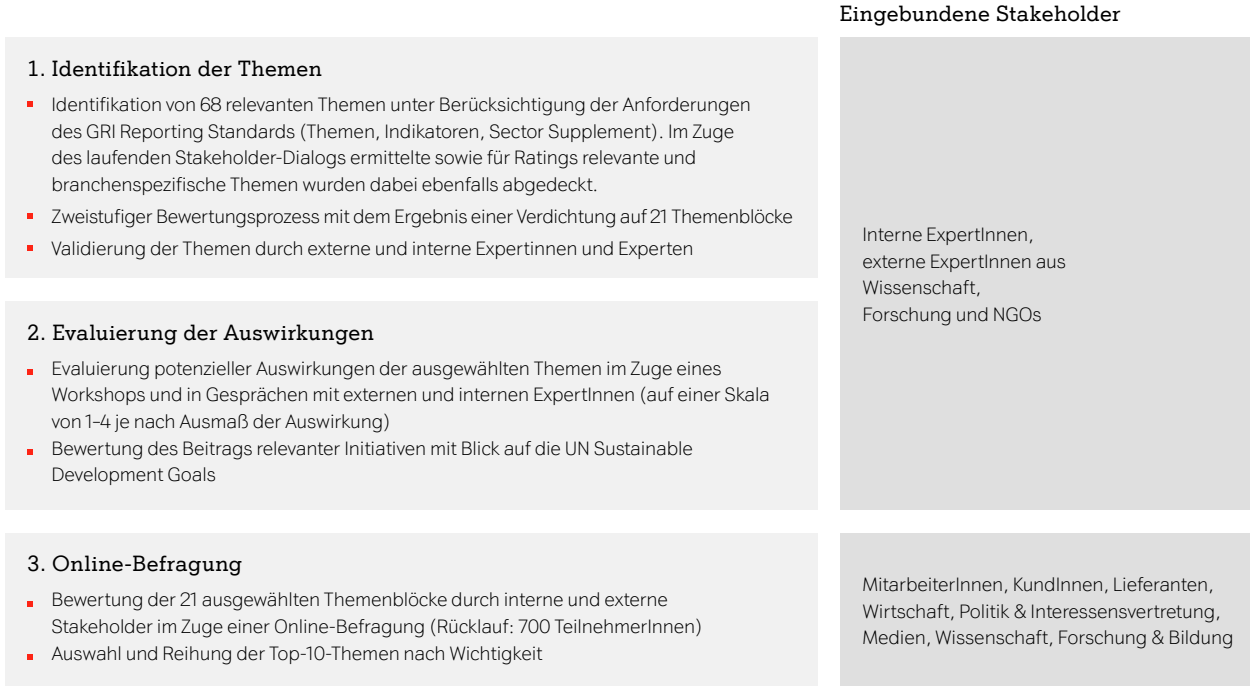 Eingebundene Stakeholder
1. Identifikation der Themen
Identifikation von 68 relevanten Themen unter Berücksichtigung der Anforderungen
des GRI Reporting Standards (Themen, Indikatoren, Sector Supplement). Im Zuge
des laufenden Stakeholder-Dialogs ermittelte sowie für Ratings relevante und
branchenspezifische Themen wurden dabei ebenfalls abgedeckt.
Zweistufiger Bewertungsprozess mit dem Ergebnis einer Verdichtung auf 21 Themenblöcke
Validierung der Themen durch externe und interne Expertinnen und Experten
2. Evaluierung der Auswirkungen
Evaluierung potenzieller Auswirkungen der ausgewählten Themen im Zuge eines
Workshops und in Gesprächen mit externen und internen ExpertInnen (auf einer Skala
von 1–4 je nach Ausmaß der Auswirkung)
Bewertung des Beitrags relevanter Initiativen mit Blick auf die UN Sustainable
Development Goals
Interne ExpertInnen,
externe ExpertInnen aus
Wissenschaft,
Forschung und NGOs
3. Online-Befragung
Bewertung der 21 ausgewählten Themenblöcke durch interne und externe
Stakeholder im Zuge einer Online-Befragung (Rücklauf: 700 TeilnehmerInnen)
Auswahl und Reihung der Top-10-Themen nach Wichtigkeit
MitarbeiterInnen, KundInnen, Lieferanten,
Wirtschaft, Politik & Interessensvertretung,
Medien, Wissenschaft, Forschung & Bildung